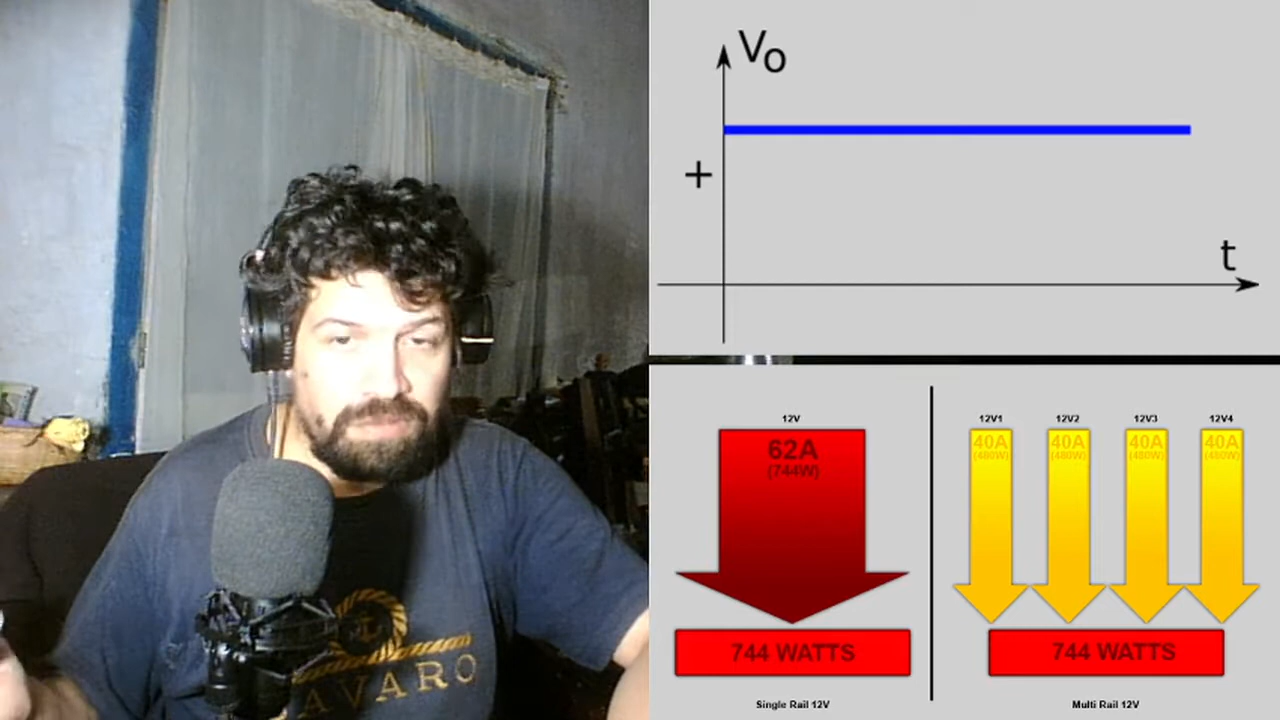 Vo
+
t
12V
62A
(744W)
744 WATTS
Single Rail 12V
12V1
12V2
12V3
12V4
40A
(480W)
40A
(480W)
40A
(480W)
40A
(480W)
744 WATTS
Multi Rail 12V
AVARO